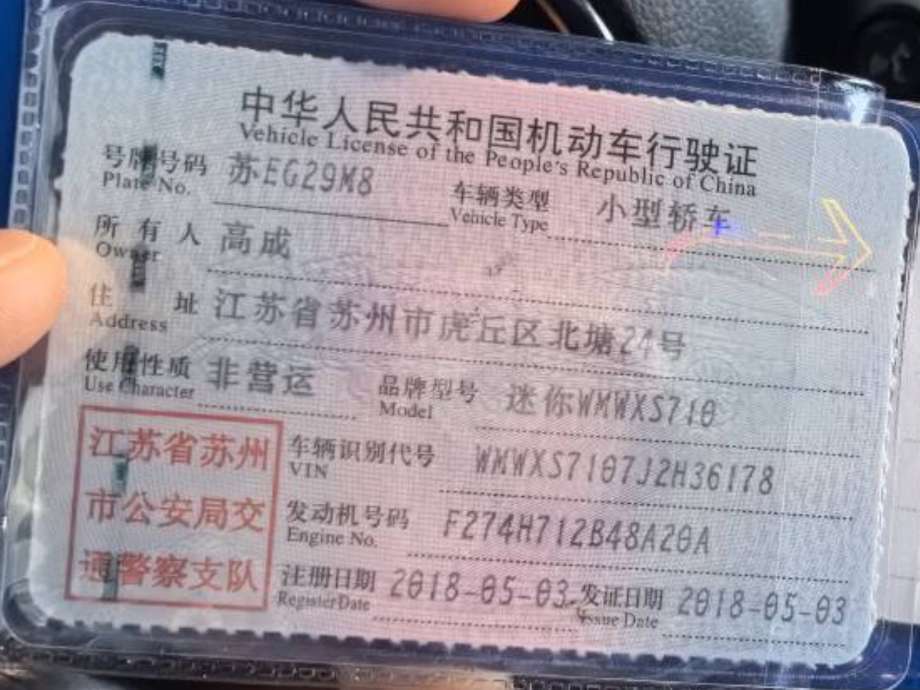 中华人民共和国机动车行驶证
Vehicle License of the People's Republic of China
号牌号码 苏EG29M8 车辆类型 小型轿车
Plate No. Vehicle Type
所有人 高成
Owner
住址 江苏省苏州市虎丘区北塘24号
Address
使用性质 非营运 品牌型号 迷你WMWXS710
Use Character Model
江苏省苏州 车辆识别代号 WMWXS7107J2H36178
VIN
市公安局交 发动机号码 F274H712B48A20A
Engine No.
通警察支队 注册日期 2018-05-03 发证日期 2018-05-03
Register Date Issue Date